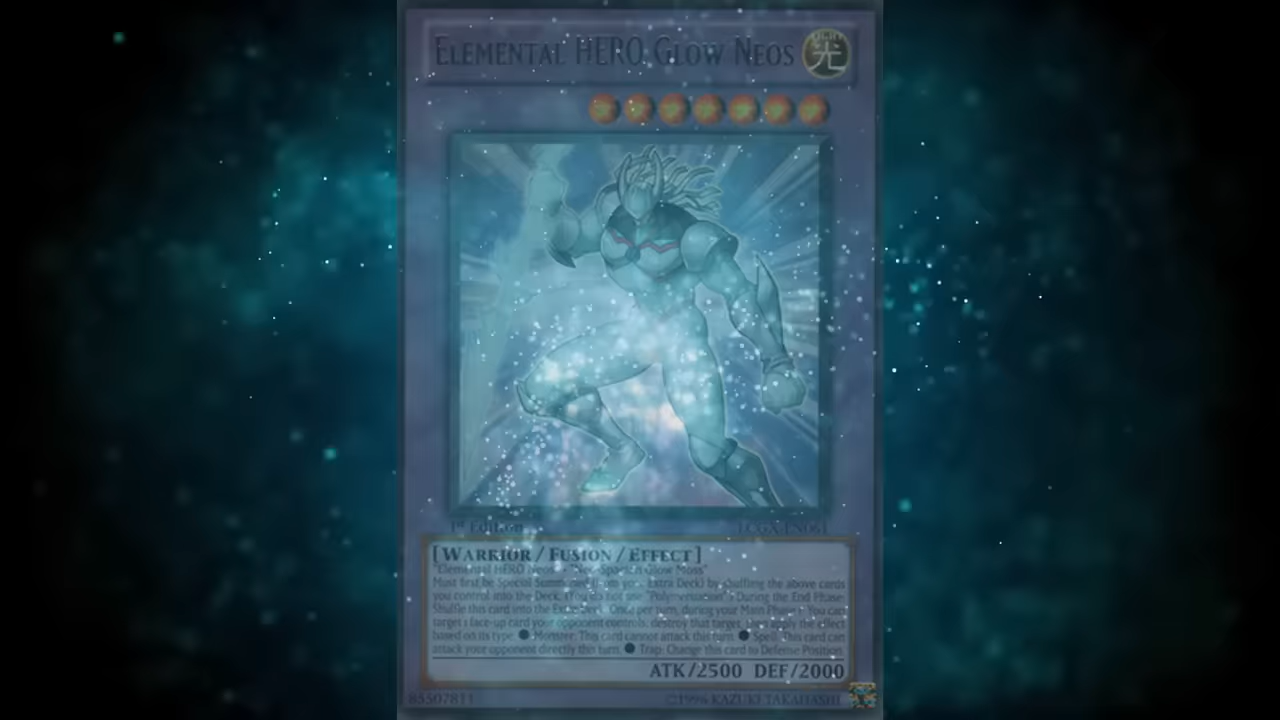 ELEMENTAL HERO GLOW NEOS
LIGHT
光
1st Edition LCGX-EN061
[WARRIOR / FUSION / EFFECT]
"Elemental HERO Neos" + "Neo-Spacian Glow Moss"
Must first be Special Summoned (from your Extra Deck) by shuffling the above cards
you control into the Deck. (You do not use "Polymerization".) During the End Phase:
Shuffle this card into the Extra Deck. Once per turn, during your Main Phase 1: You can
target 1 face-up card your opponent controls; destroy that target, then apply the effect
based on its type. ● Monster: This card cannot attack this turn. ● Spell: This card can
attack your opponent directly this turn. ● Trap: Change this card to Defense Position.
ATK/2500 DEF/2000
85507811 ©1996 KAZUKI TAKAHASHI